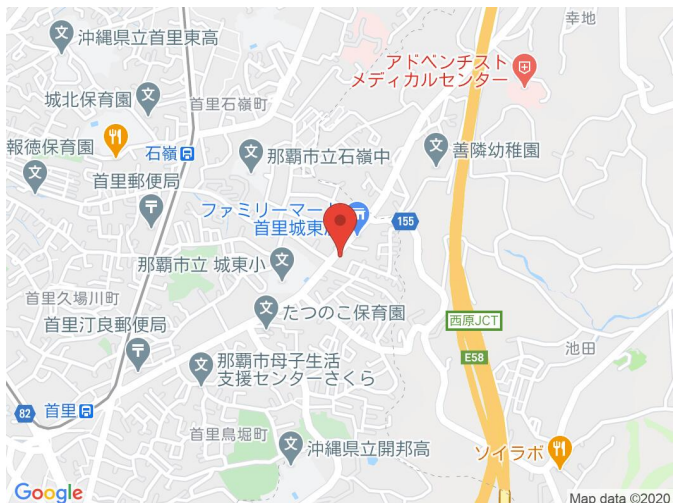 幸地
沖縄県立首里東高
アドベンチスト
メディカルセンター
城北保育園
首里石嶺町
報徳保育園
石嶺
那覇市立石嶺中
善隣幼稚園
首里郵便局
ファミリーマート
首里城東
155
那覇市立 城東小
首里久場川町
たつのこ保育園
西原JCT
首里汀良郵便局
池田
E58
那覇市母子生活
支援センターさくら
82
首里
首里鳥堀町
沖縄県立開邦高
ソイラボ
Google
Map data ©2020